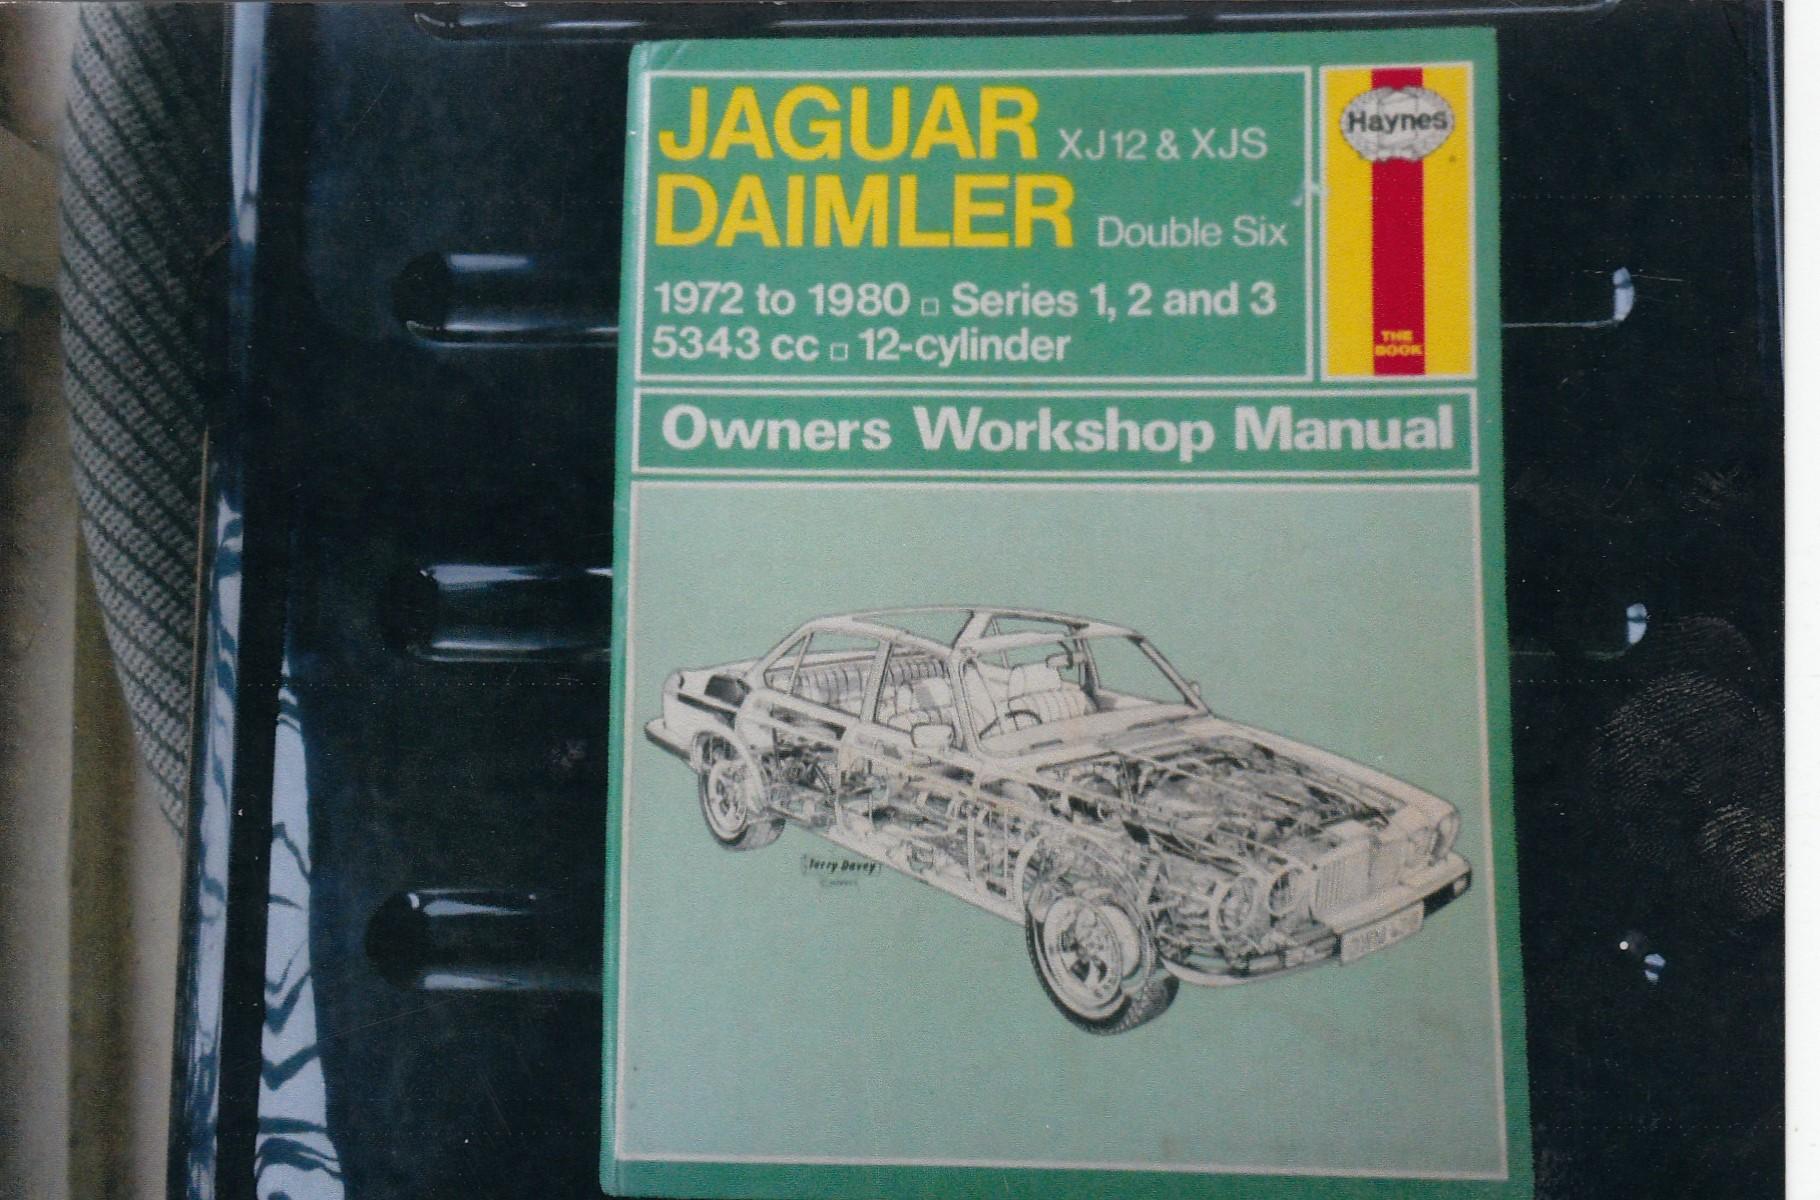 JAGUAR XJ12 & XJS
DAIMLER Double Six
1972 to 1980 □ Series 1, 2 and 3
5343 cc □ 12-cylinder
Haynes
THE
BOOK
Owners Workshop Manual
Terry Davey